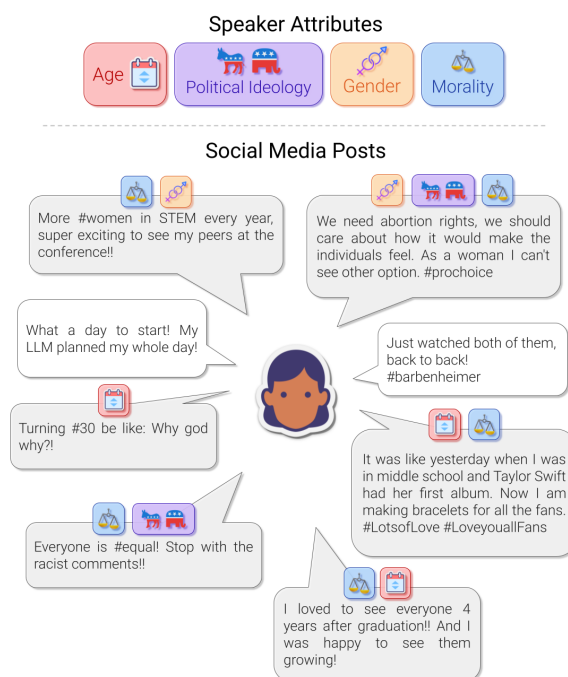 Speaker Attributes
Age
Political Ideology
Gender
Morality
Social Media Posts
More #women in STEM every year,
super exciting to see my peers at the
conference!!
We need abortion rights, we should
care about how it would make the
individuals feel. As a woman I can't
see other option. #prochoice
What a day to start! My
LLM planned my whole day!
Just watched both of them,
back to back!
#barbenheimer
Turning #30 be like: Why god
why?!
It was like yesterday when I was
in middle school and Taylor Swift
had her first album. Now I am
making bracelets for all the fans.
#LotsofLove #LoveyouallFans
Everyone is #equal! Stop with the
racist comments!!
I loved to see everyone 4
years after graduation!! And I
was happy to see them
growing!